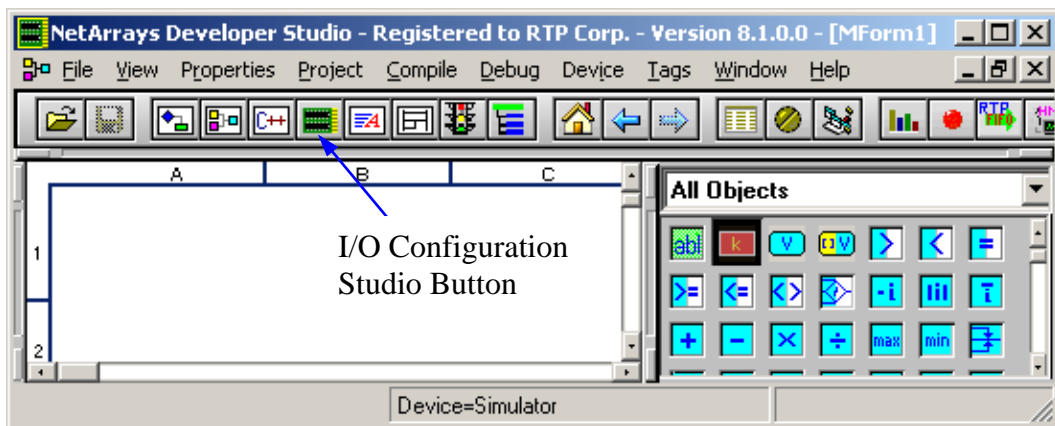 NetArrays Developer Studio - Registered to RTP Corp. - Version 8.1.0.0 - [MForm1]
File View Properties Project Compile Debug Device Tags Window Help
C++ A RTP FIFO
A B C
All Objects
1
I/O Configuration
Studio Button
abl k V V > < =
>= <= <> ? -i lil i
+ - × ÷ max min
2
Device=Simulator